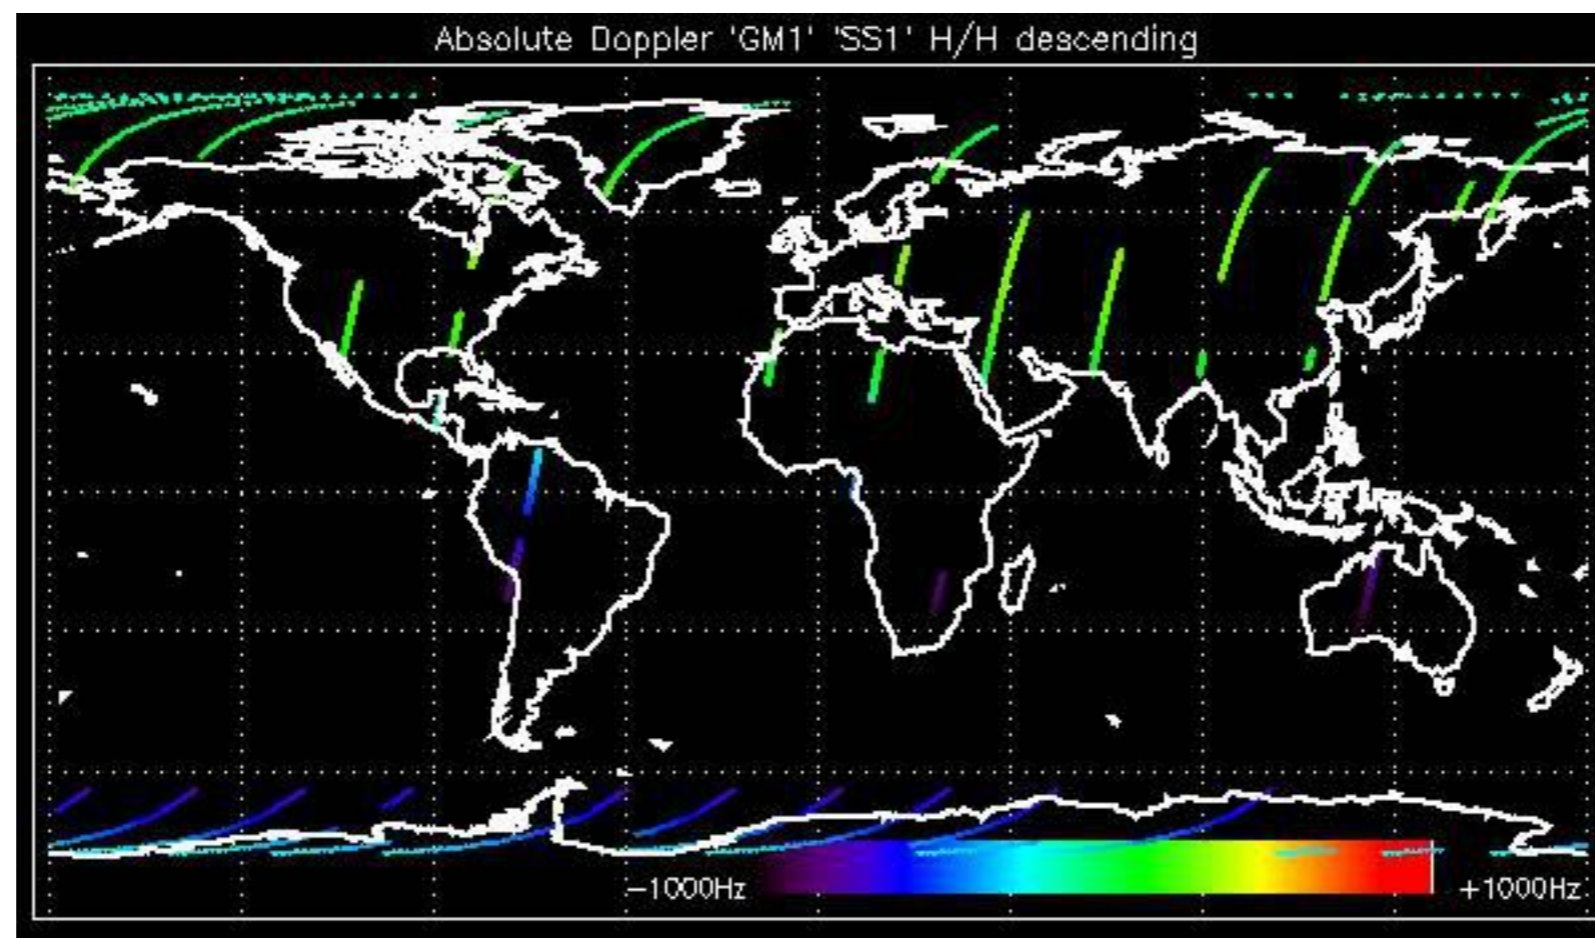 Absolute Doppler 'GM1' 'SS1' H/H descending
-1000Hz +1000Hz